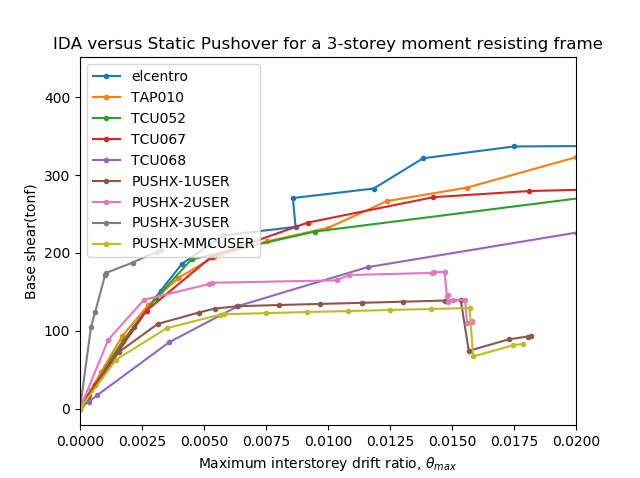 IDA versus Static Pushover for a 3-storey moment resisting frame
elcentro
TAP010
TCU052
TCU067
TCU068
PUSHX-1USER
PUSHX-2USER
PUSHX-3USER
PUSHX-MMCUSER
Base shear(tonf)
400
300
200
100
0
0.0000 0.0025 0.0050 0.0075 0.0100 0.0125 0.0150 0.0175 0.0200
Maximum interstorey drift ratio, θmax